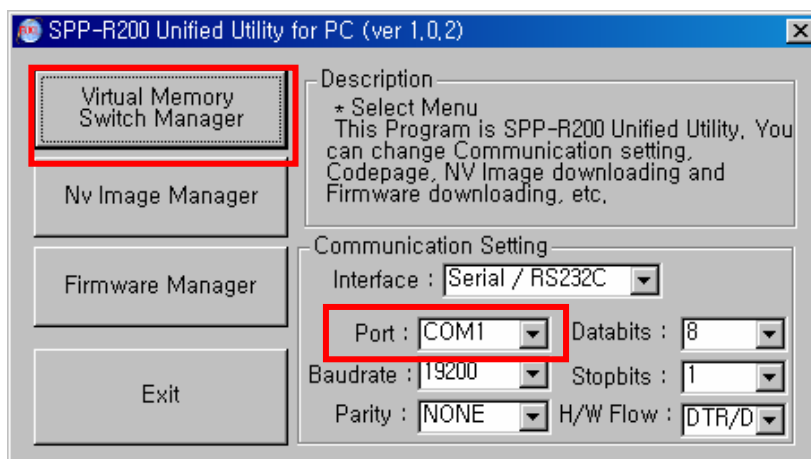 SPP-R200 Unified Utility for PC (ver 1,0,2)
Virtual Memory
Switch Manager
Nv Image Manager
Firmware Manager
Exit
Description
* Select Menu
This Program is SPP-R200 Unified Utility, You
can change Communication setting,
Codepage, NV Image downloading and
Firmware downloading, etc,
Communication Setting
Interface : Serial / RS232C
Port : COM1 Databits : 8
Baudrate : 19200 Stopbits : 1
Parity : NONE H/W Flow : DTR/D